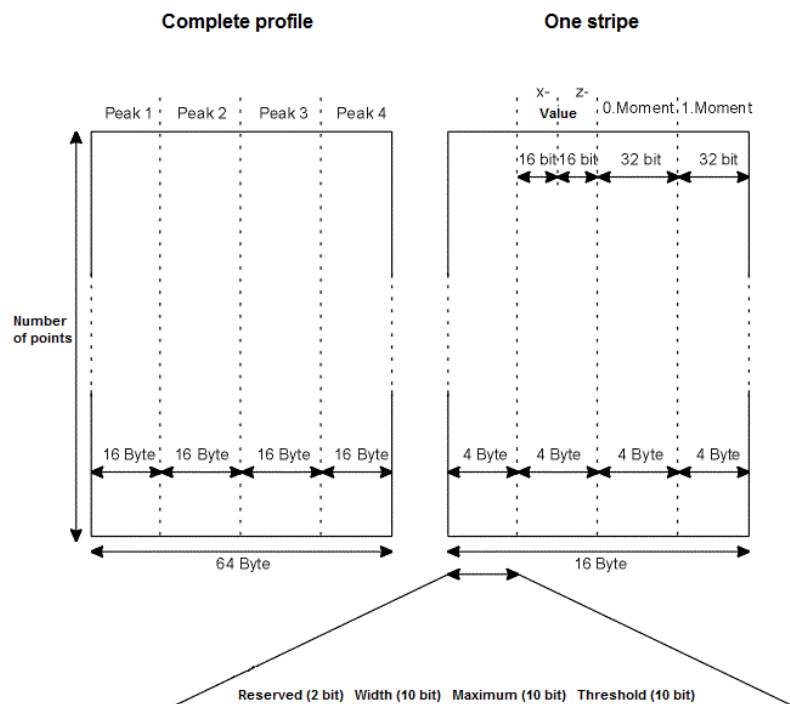 Complete profile
One stripe
Peak 1 Peak 2 Peak 3 Peak 4
x- z-
Value
0.Moment 1.Moment
16 bit 16 bit 32 bit 32 bit
Number
of points
16 Byte 16 Byte 16 Byte 16 Byte
4 Byte 4 Byte 4 Byte 4 Byte
64 Byte
16 Byte
Reserved (2 bit) Width (10 bit) Maximum (10 bit) Threshold (10 bit)